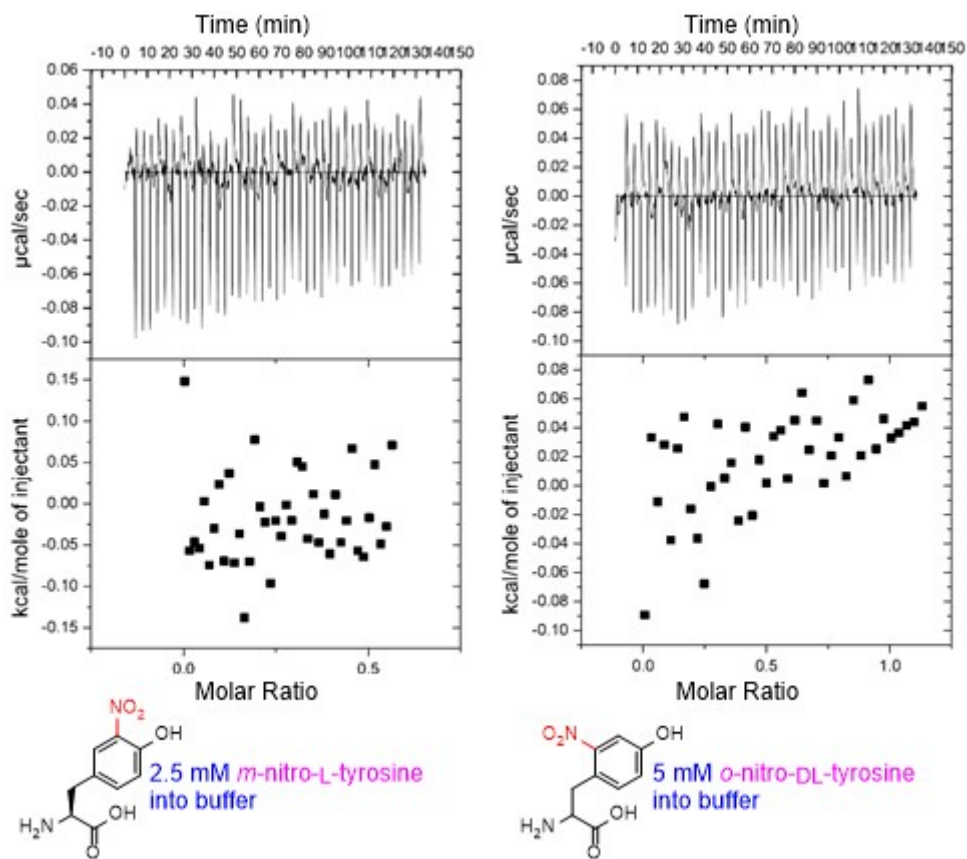 Time (min)
-10 0 10 20 30 40 50 60 70 80 90 100 110 120 130 140 150
0.06
0.04
0.02
0.00
-0.02
-0.04
-0.06
-0.08
-0.10
µcal/sec
0.15
0.10
0.05
0.00
-0.05
-0.10
-0.15
kcal/mole of injectant
0.0 0.5
Molar Ratio
NO2
OH
H2N
OH
O
2.5 mM m-nitro-L-tyrosine
into buffer
Time (min)
-10 0 10 20 30 40 50 60 70 80 90 100 110 120 130 140 150
0.08
0.06
0.04
0.02
0.00
-0.02
-0.04
-0.06
-0.08
-0.10
µcal/sec
0.08
0.06
0.04
0.02
0.00
-0.02
-0.04
-0.06
-0.08
-0.10
kcal/mole of injectant
0.0 0.5 1.0
Molar Ratio
O2N
OH
H2N
OH
O
5 mM o-nitro-DL-tyrosine
into buffer